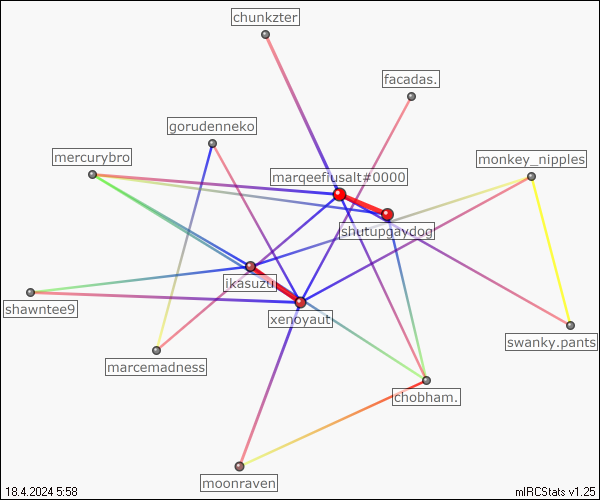 chunkzter
facadas.
gorudenneko
mercurybro
monkey_nipples
marqeefiusalt#0000
shutupgaydog
ikasuzu
shawntee9
xenoyaut
swanky.pants
marcemadness
chobham.
moonraven
18.4.2024 5:58
mIRCStats v1.25